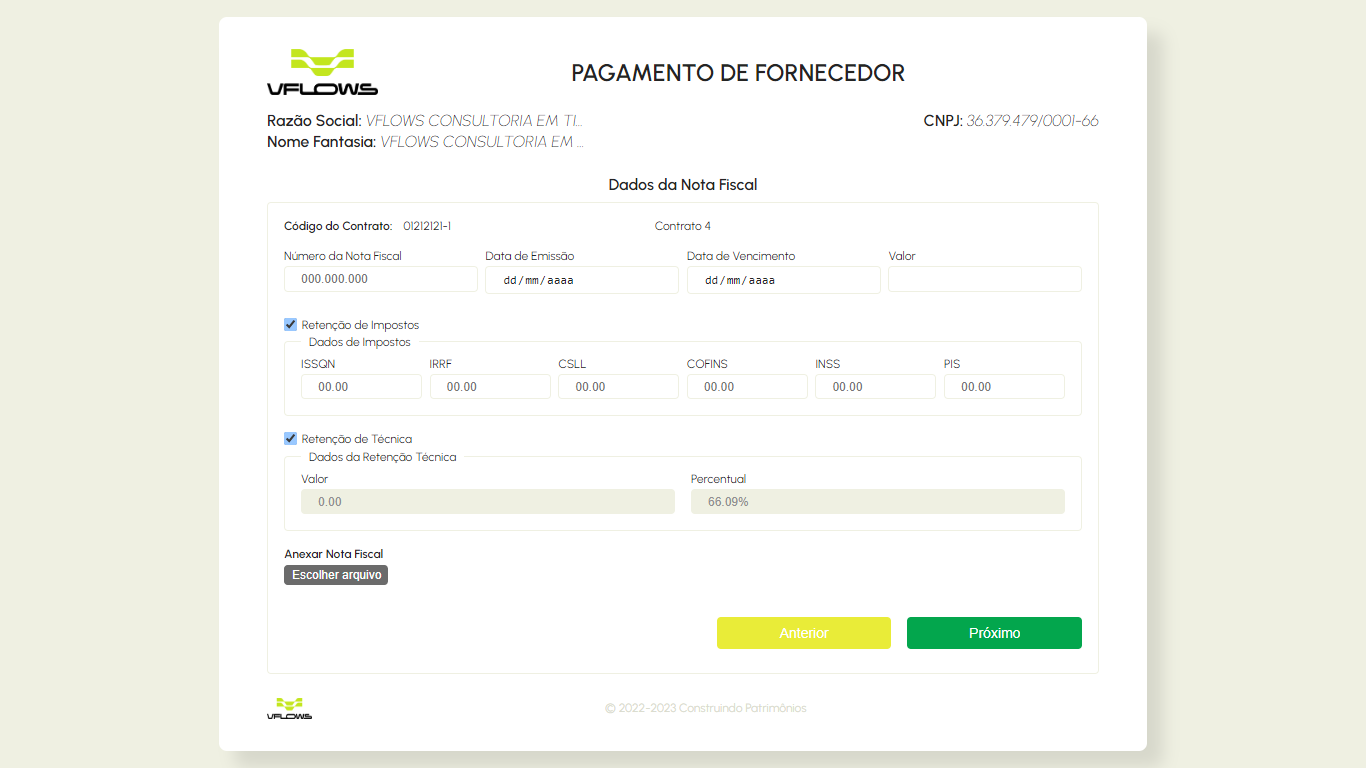 VFLOWS
PAGAMENTO DE FORNECEDOR
Razão Social: VFLOWS CONSULTORIA EM TI...
CNPJ: 36.379.479/0001-66
Nome Fantasia: VFLOWS CONSULTORIA EM ...
Dados da Nota Fiscal
Código do Contrato: 01212121-1 Contrato 4
Número da Nota Fiscal Data de Emissão Data de Vencimento Valor
000.000.000 dd/mm/aaaa dd/mm/aaaa
Retenção de Impostos
Dados de Impostos
ISSQN IRRF CSLL COFINS INSS PIS
00.00 00.00 00.00 00.00 00.00 00.00
Retenção de Técnica
Dados da Retenção Técnica
Valor Percentual
0.00 66.09%
Anexar Nota Fiscal
Escolher arquivo
Anterior Próximo
VFLOWS © 2022-2023 Construindo Patrimônios